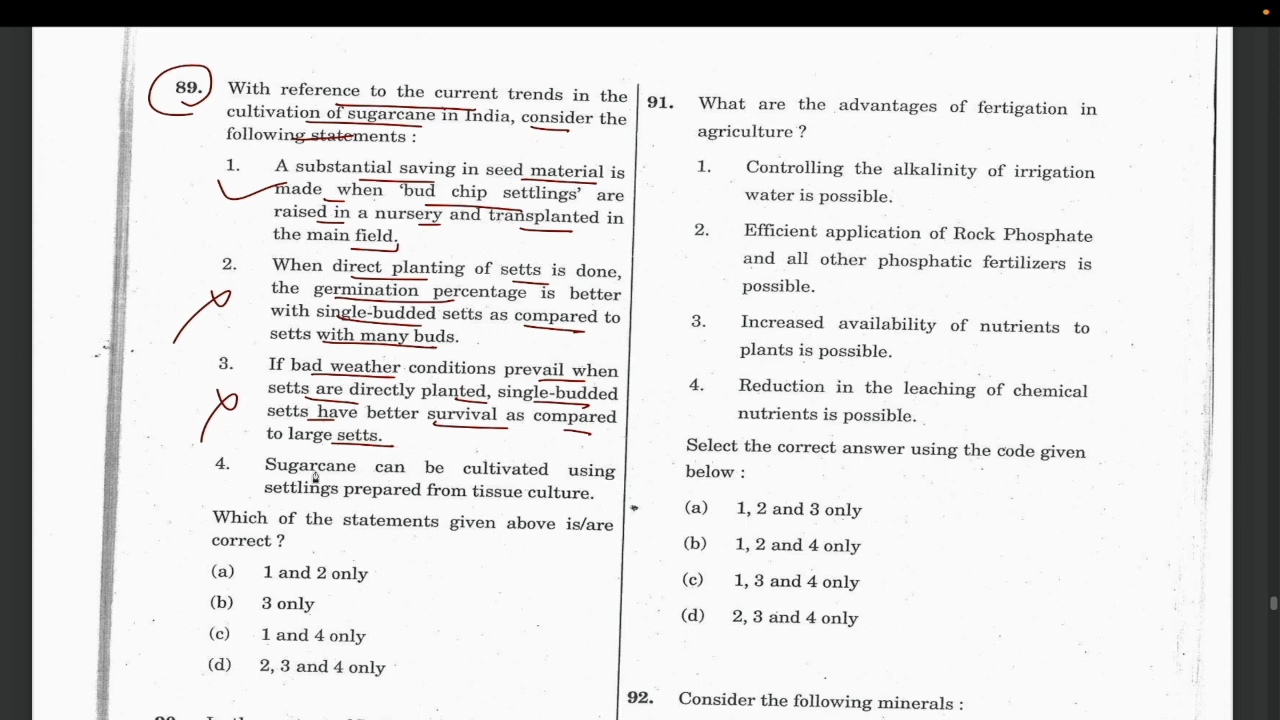 89. With reference to the current trends in the
cultivation of sugarcane in India, consider the
following statements :
1. A substantial saving in seed material is
made when 'bud chip settlings' are
raised in a nursery and transplanted in
the main field.
2. When direct planting of setts is done,
the germination percentage is better
with single-budded setts as compared to
setts with many buds.
3. If bad weather conditions prevail when
setts are directly planted, single-budded
setts have better survival as compared
to large setts.
4. Sugarcane can be cultivated using
settlings prepared from tissue culture.
Which of the statements given above is/are
correct ?
(a) 1 and 2 only
(b) 3 only
(c) 1 and 4 only
(d) 2, 3 and 4 only
91. What are the advantages of fertigation in
agriculture ?
1. Controlling the alkalinity of irrigation
water is possible.
2. Efficient application of Rock Phosphate
and all other phosphatic fertilizers is
possible.
3. Increased availability of nutrients to
plants is possible.
4. Reduction in the leaching of chemical
nutrients is possible.
Select the correct answer using the code given
below :
(a) 1, 2 and 3 only
(b) 1, 2 and 4 only
(c) 1, 3 and 4 only
(d) 2, 3 and 4 only
92. Consider the following minerals :